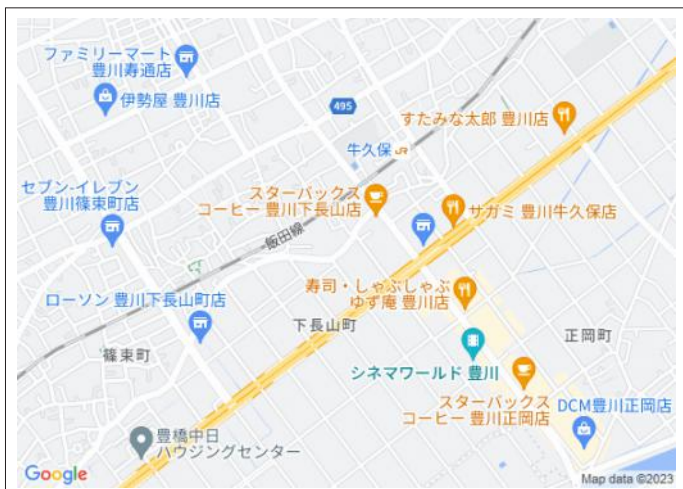 ファミリーマート
豊川寿通店
伊勢屋 豊川店
495
すたみな太郎 豊川店
牛久保 JR
セブン-イレブン
豊川篠束町店
スターバックス
コーヒー 豊川下長山店
サガミ 豊川牛久保店
飯田線
寿司・しゃぶしゃぶ
ゆず庵 豊川店
ローソン 豊川下長山町店
下長山町
正岡町
篠束町
シネマワールド 豊川
スターバックス
コーヒー 豊川正岡店
DCM豊川正岡店
豊橋中日
ハウジングセンター
Google
Map data ©2023